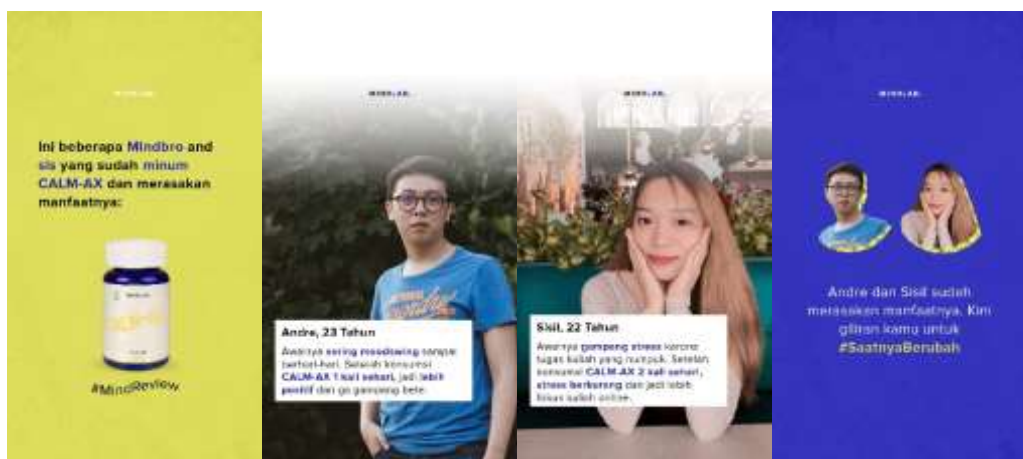 MINDLAB.
Ini beberapa Mindbro and
sis yang sudah minum
CALM-AX dan merasakan
manfaatnya:
MINDLAB.
#MindReview
MINDLAB.
Andre, 23 Tahun
Awalnya sering moodswing sampai
berhari-hari. Setelah konsumsi
CALM-AX 1 kali sehari, jadi lebih
positif dan ga gampang bete.
MINDLAB.
Sisil, 22 Tahun
Awalnya gampang stress karena
tugas kuliah yang numpuk. Setelah
konsumsi CALM-AX 2 kali sehari,
stress berkurang dan jadi lebih
fokus kuliah online.
MINDLAB.
Andre dan Sisil sudah
merasakan manfaatnya. Kini
giliran kamu untuk
#SaatnyaBerubah